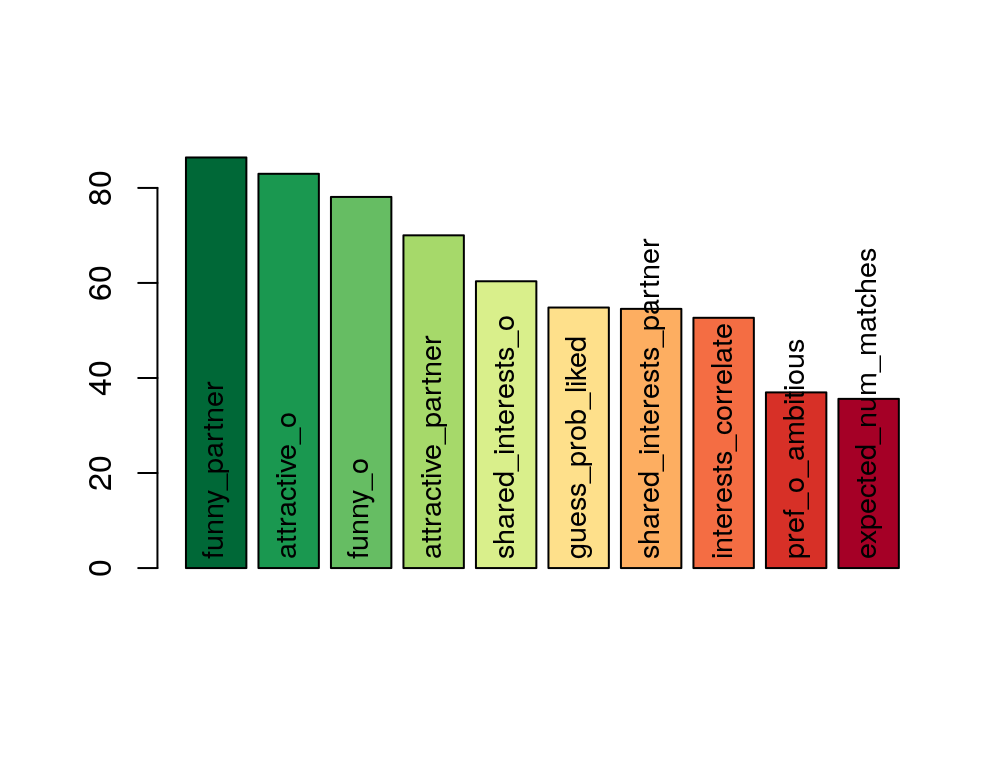 80
60
40
20
0
funny_partner
attractive_o
funny_o
attractive_partner
shared_interests_o
guess_prob_liked
shared_interests_partner
interests_correlate
pref_o_ambitious
expected_num_matches